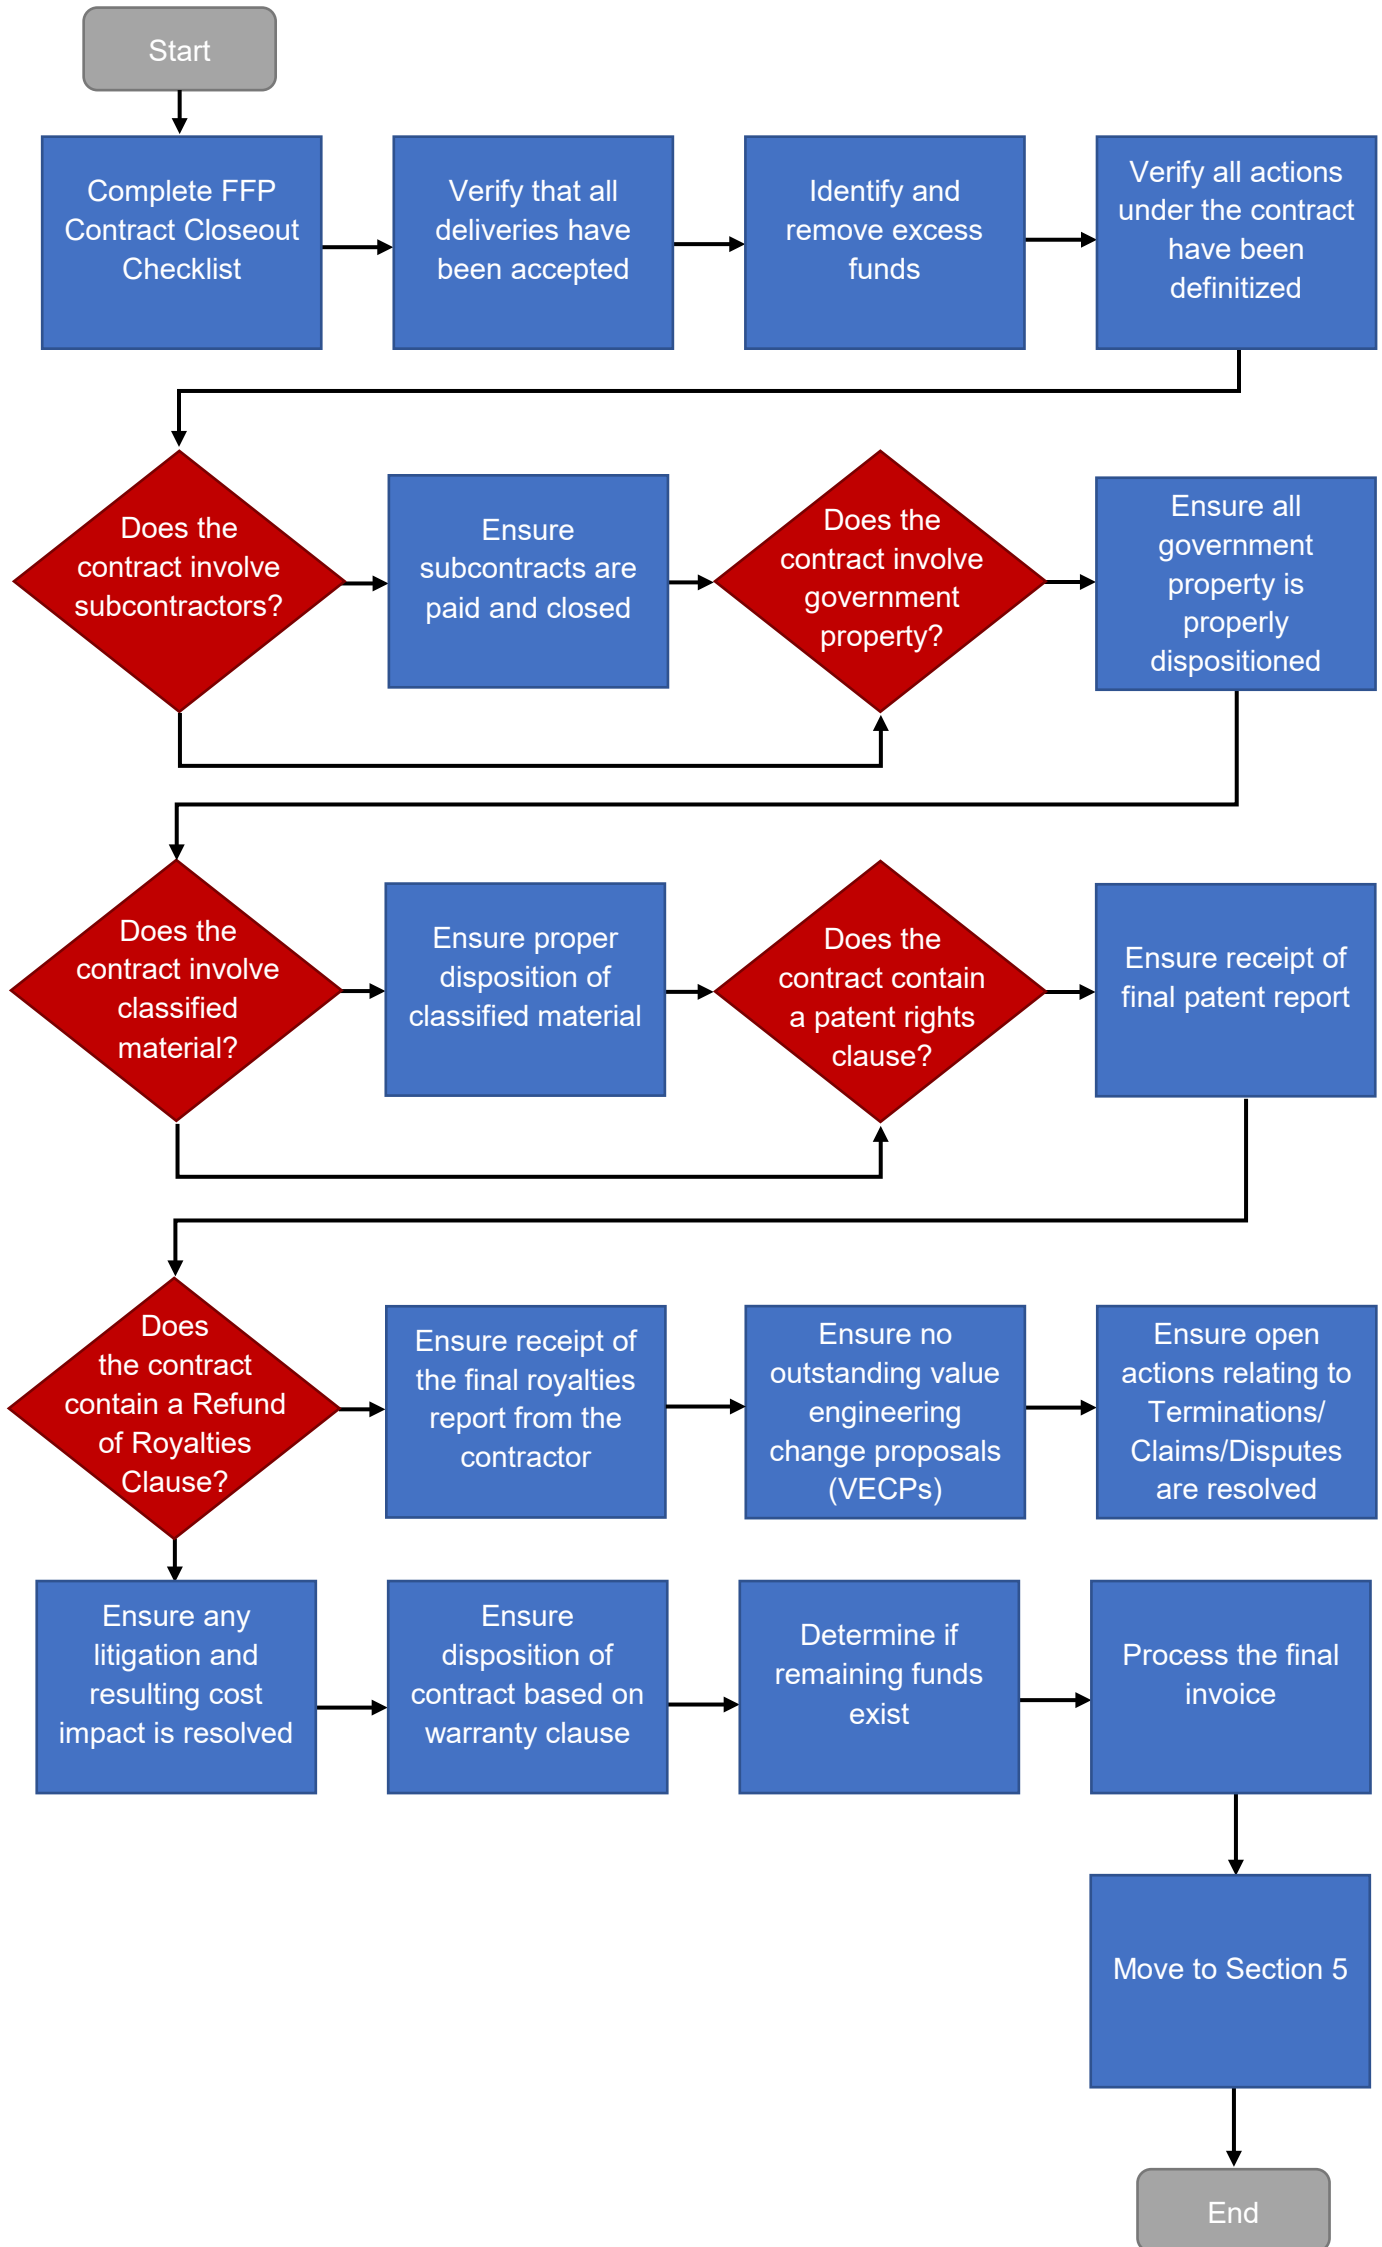 Start
Complete FFP
Contract Closeout
Checklist
Verify that all
deliveries have
been accepted
Identify and
remove excess
funds
Verify all actions
under the contract
have been
definitized
Does the
contract involve
subcontractors?
Ensure
subcontracts are
paid and closed
Does the
contract involve
government
property?
Ensure all
government
property is
properly
dispositioned
Does the
contract involve
classified
material?
Ensure proper
disposition of
classified material
Does the
contract contain
a patent rights
clause?
Ensure receipt of
final patent report
Does
the contract
contain a Refund
of Royalties
Clause?
Ensure receipt of
the final royalties
report from the
contractor
Ensure no
outstanding value
engineering
change proposals
(VECPs)
Ensure open
actions relating to
Terminations/
Claims/Disputes
are resolved
Ensure any
litigation and
resulting cost
impact is resolved
Ensure
disposition of
contract based on
warranty clause
Determine if
remaining funds
exist
Process the final
invoice
Move to Section 5
End